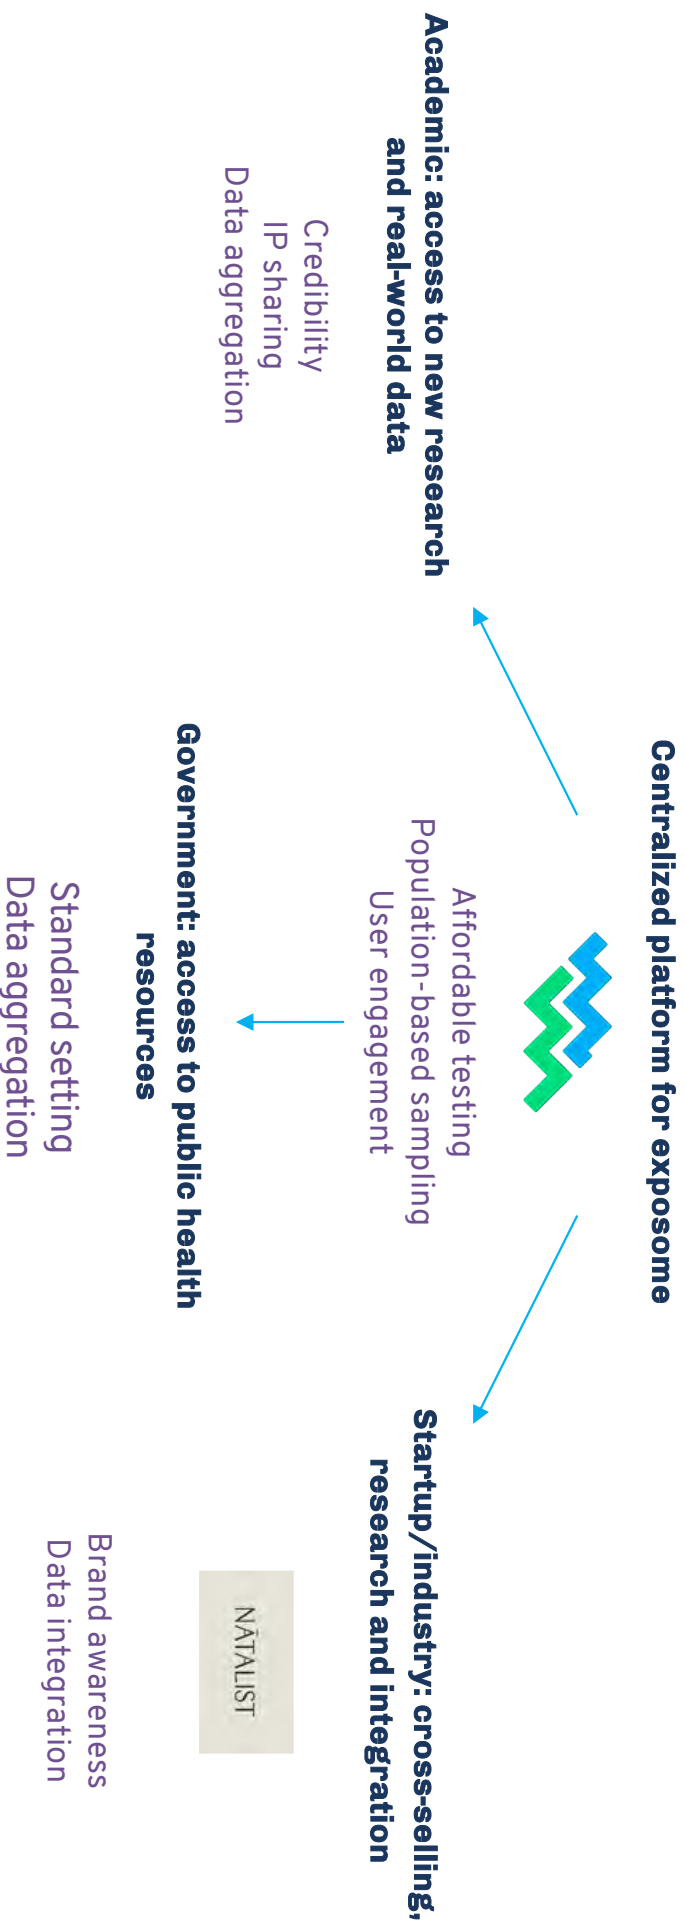 Centralized platform for exposome
Affordable testing
Population-based sampling
User engagement
Academic: access to new research
and real-world data
Credibility
IP sharing
Data aggregation
Government: access to public health
resources
Standard setting
Data aggregation
Startup/industry: cross-selling,
research and integration
NĀTALIST
Brand awareness
Data integration